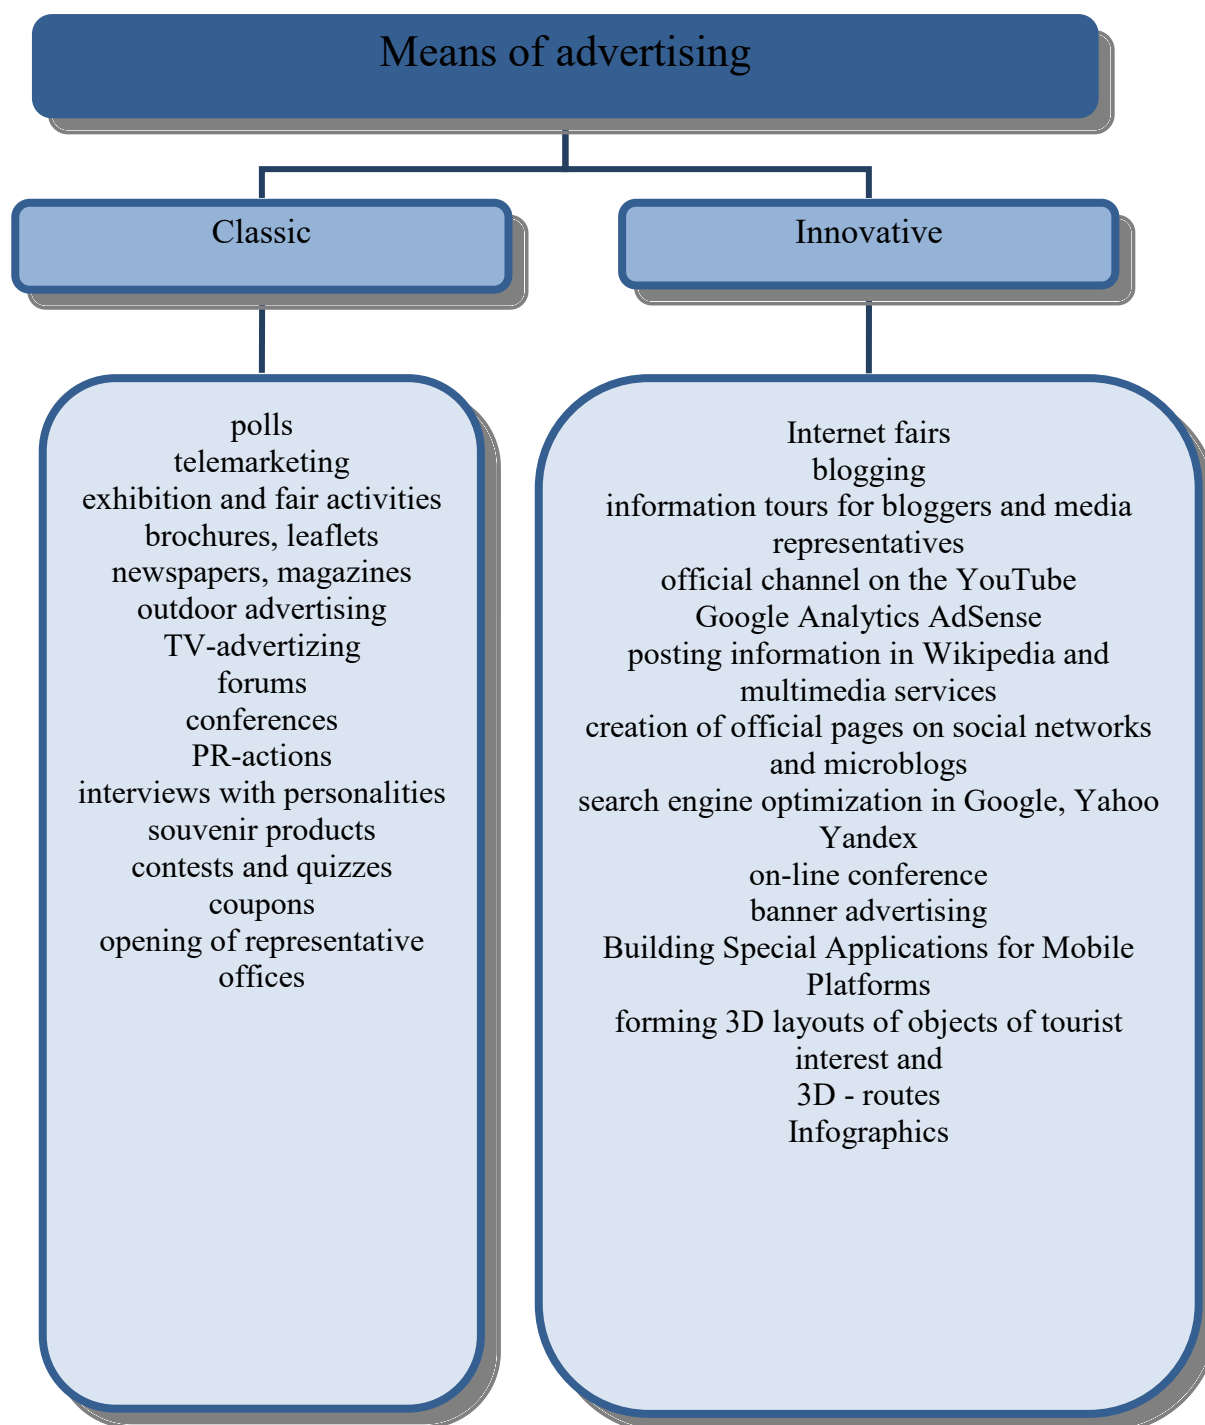 Means of advertising
Classic
Innovative
polls
telemarketing
exhibition and fair activities
brochures, leaflets
newspapers, magazines
outdoor advertising
TV-advertizing
forums
conferences
PR-actions
interviews with personalities
souvenir products
contests and quizzes
coupons
opening of representative
offices
Internet fairs
blogging
information tours for bloggers and media
representatives
official channel on the YouTube
Google Analytics AdSense
posting information in Wikipedia and
multimedia services
creation of official pages on social networks
and microblogs
search engine optimization in Google, Yahoo
Yandex
on-line conference
banner advertising
Building Special Applications for Mobile
Platforms
forming 3D layouts of objects of tourist
interest and
3D - routes
Infographics